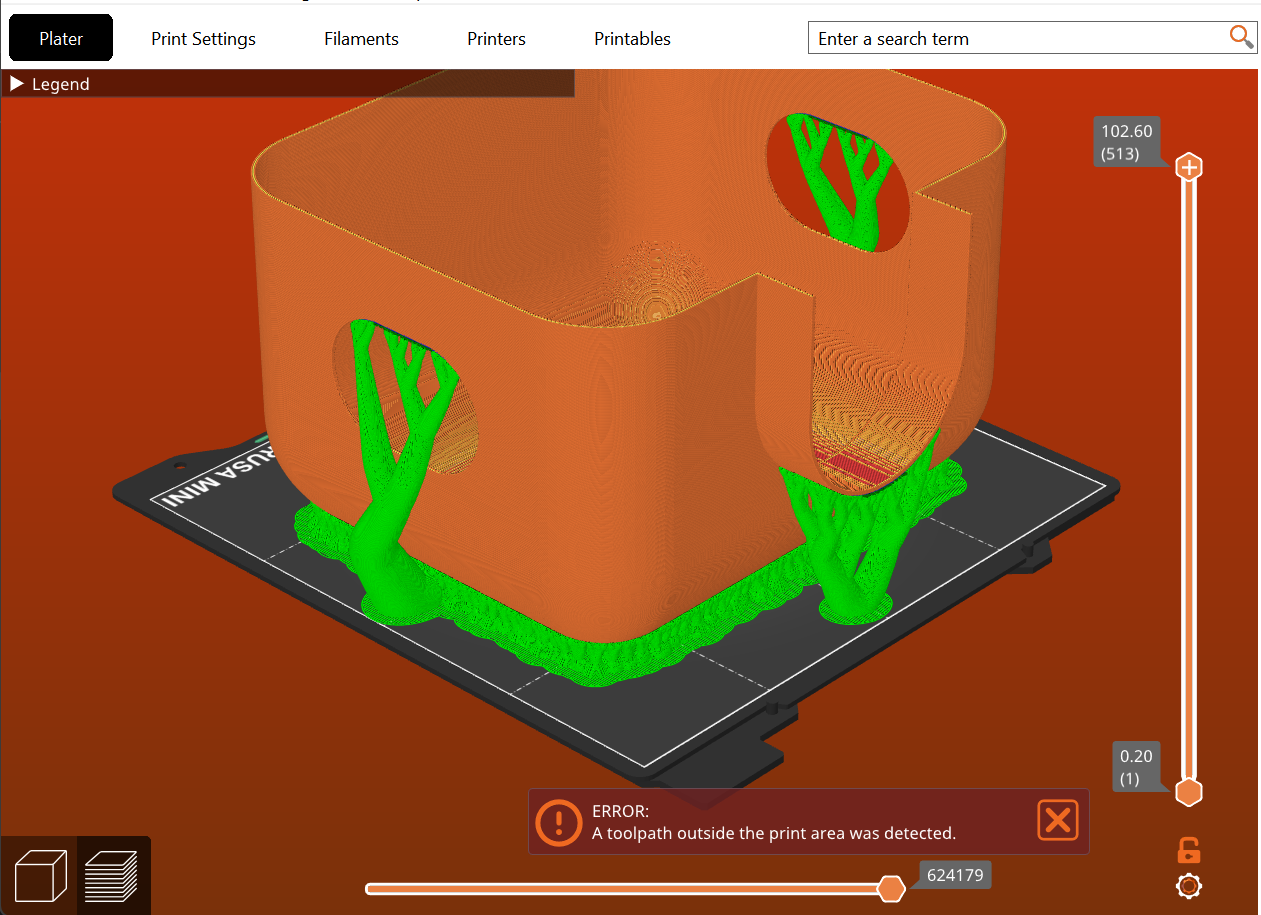 Plater
Print Settings
Filaments
Printers
Printables
Enter a search term
Legend
102.60
(513)
RUSA MINI
0.20
(1)
ERROR:
A toolpath outside the print area was detected.
624179